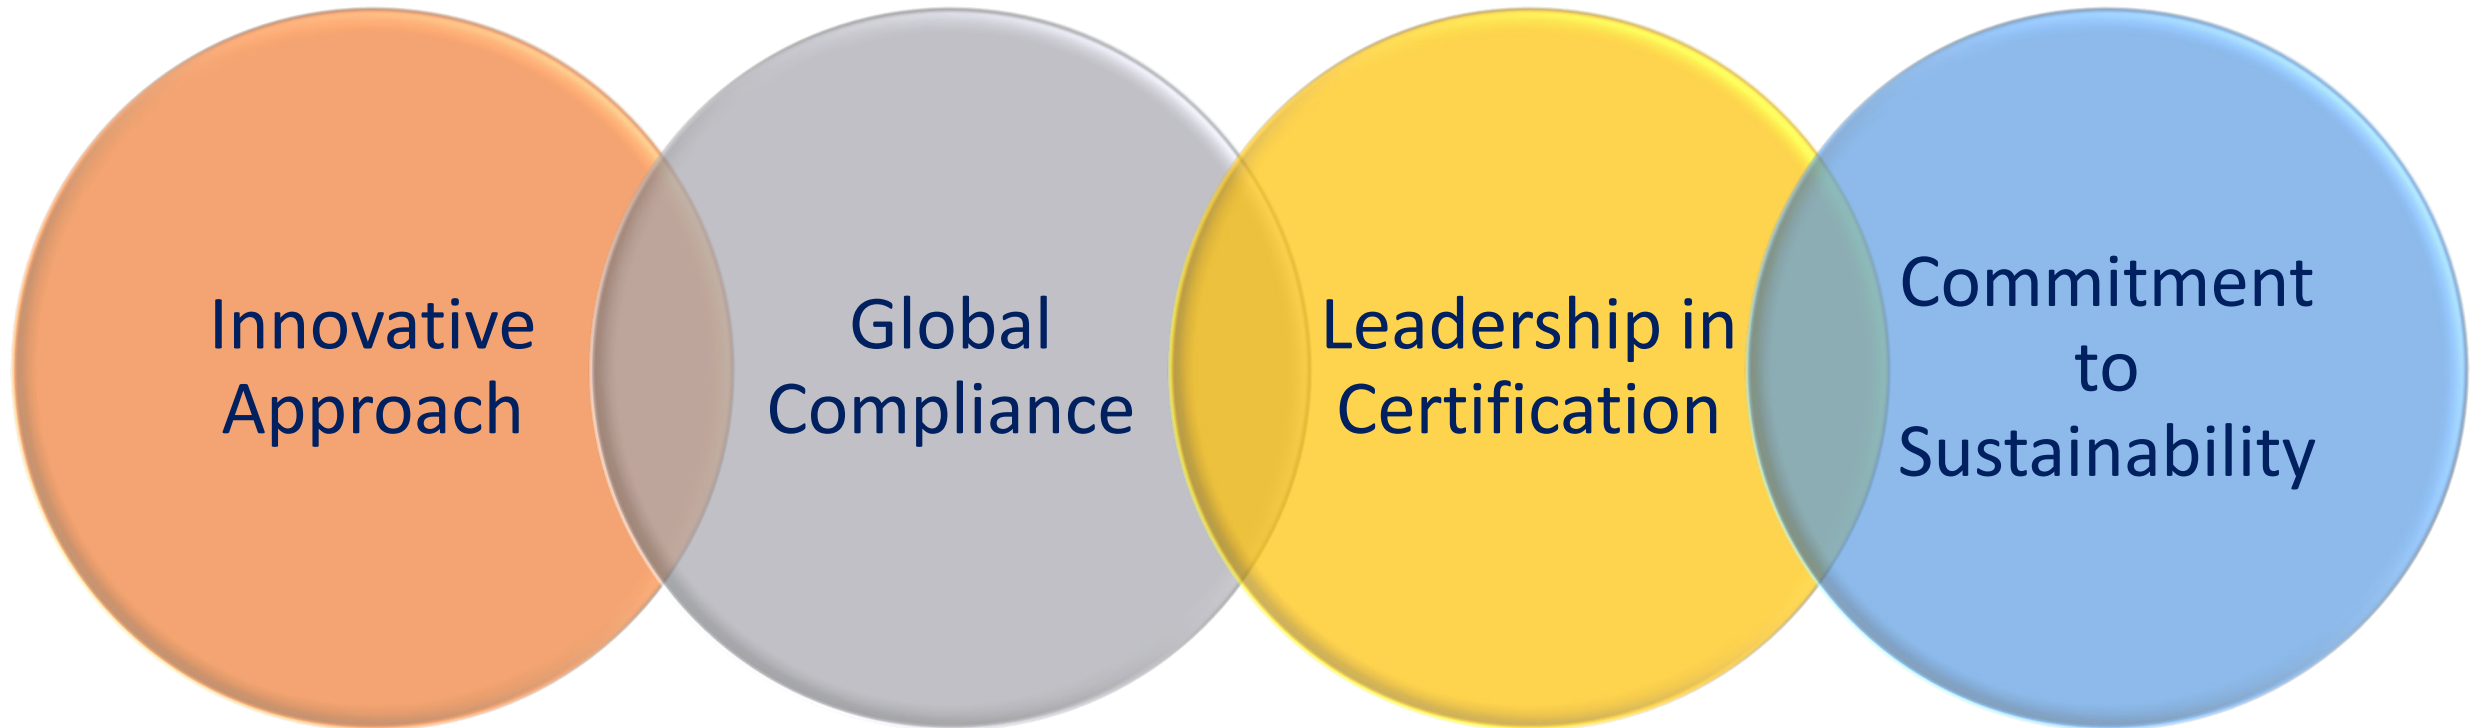 Innovative
Approach
Global
Compliance
Leadership in
Certification
Commitment
to
Sustainability